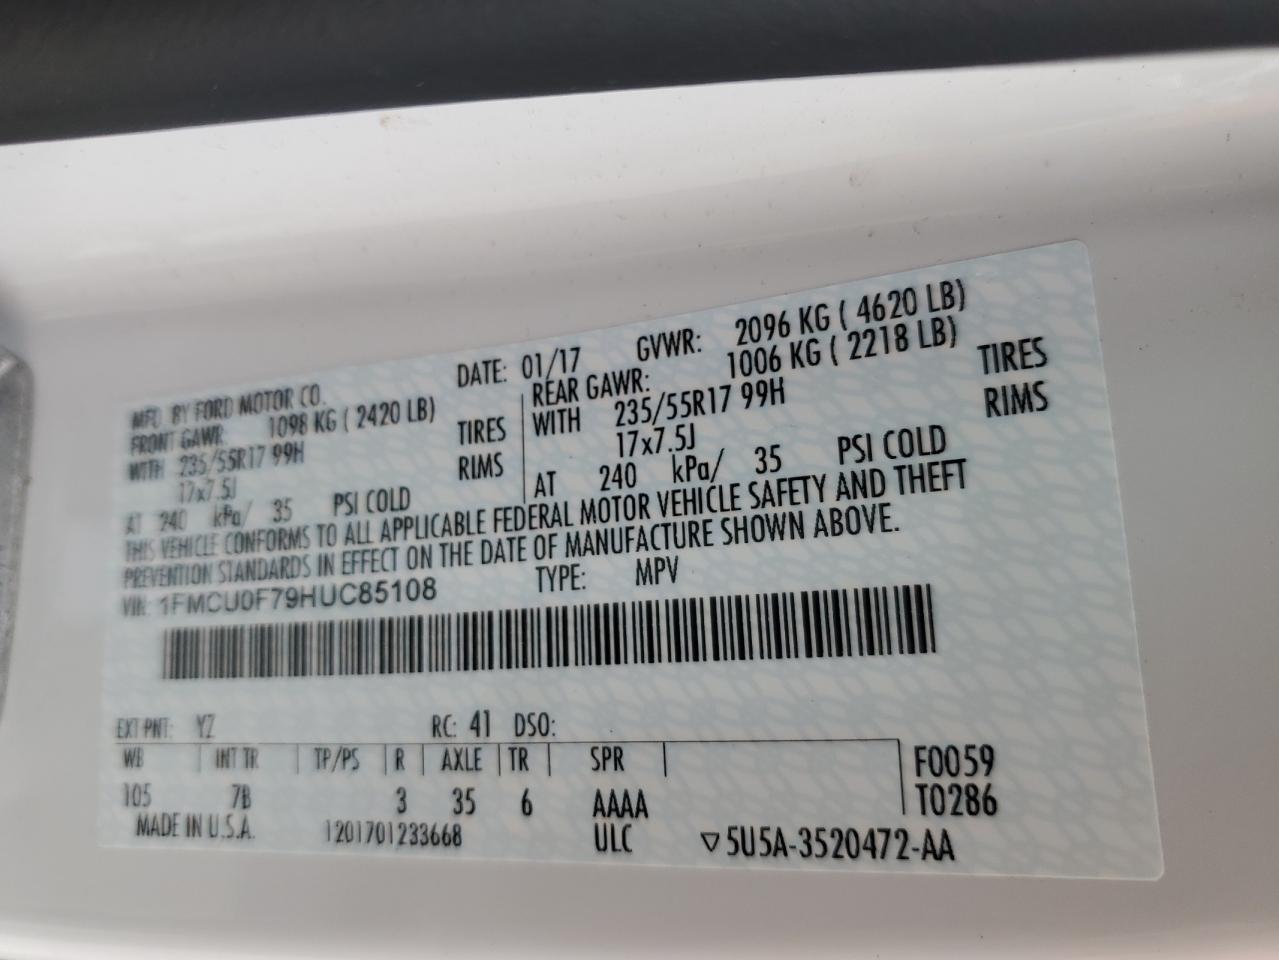 MFD. BY FORD MOTOR CO. DATE: 01/17 GVWR: 2096 KG ( 4620 LB)
FRONT GAWR: 1098 KG ( 2420 LB) REAR GAWR: 1006 KG ( 2218 LB)
WITH 235/55R17 99H TIRES WITH 235/55R17 99H TIRES
17x7.5J RIMS 17x7.5J RIMS
AT 240 kPa/ 35 PSI COLD AT 240 kPa/ 35 PSI COLD
THIS VEHICLE CONFORMS TO ALL APPLICABLE FEDERAL MOTOR VEHICLE SAFETY AND THEFT
PREVENTION STANDARDS IN EFFECT ON THE DATE OF MANUFACTURE SHOWN ABOVE.
VIN: 1FMCU0F79HUC85108 TYPE: MPV
EXT PNT: YZ RC: 41 DSO:
WB INT TR TP/PS R AXLE TR SPR F0059
105 7B 3 35 6 AAAA T0286
MADE IN U.S.A. 1201701233668 ULC ▽5U5A-3520472-AA